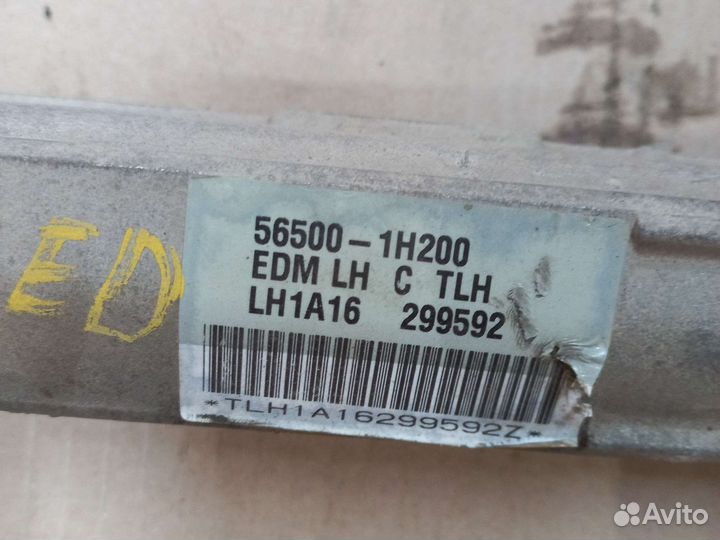 ED
56500-1H200
EDM LH C TLH
LH1A16 299592
*TLH1A16299592Z*
Avito